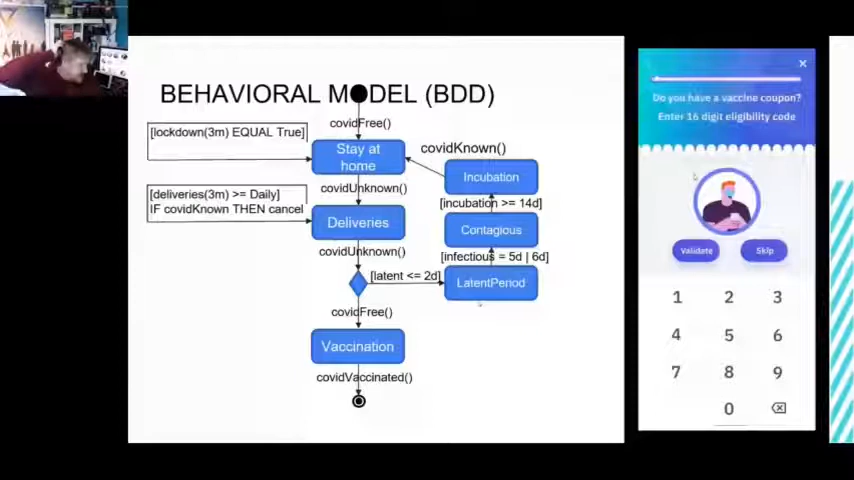 BEHAVIORAL MODEL (BDD)
covidFree()
[lockdown(3m) EQUAL True]
Stay at
home
covidKnown()
covidUnknown()
Incubation
[deliveries(3m) >= Daily]
IF covidKnown THEN cancel
Deliveries
[incubation >= 14d]
Contagious
covidUnknown()
[infectious = 5d | 6d]
[latent <= 2d]
LatentPeriod
covidFree()
Vaccination
covidVaccinated()
Do you have a vaccine coupon?
Enter 16 digit eligibility code
Validate
Skip
1 2 3
4 5 6
7 8 9
0